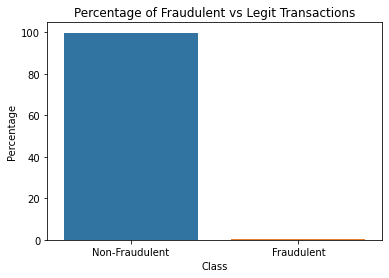 Percentage of Fraudulent vs Legit Transactions
100
80
60
40
20
0
Percentage
Non-Fraudulent
Fraudulent
Class